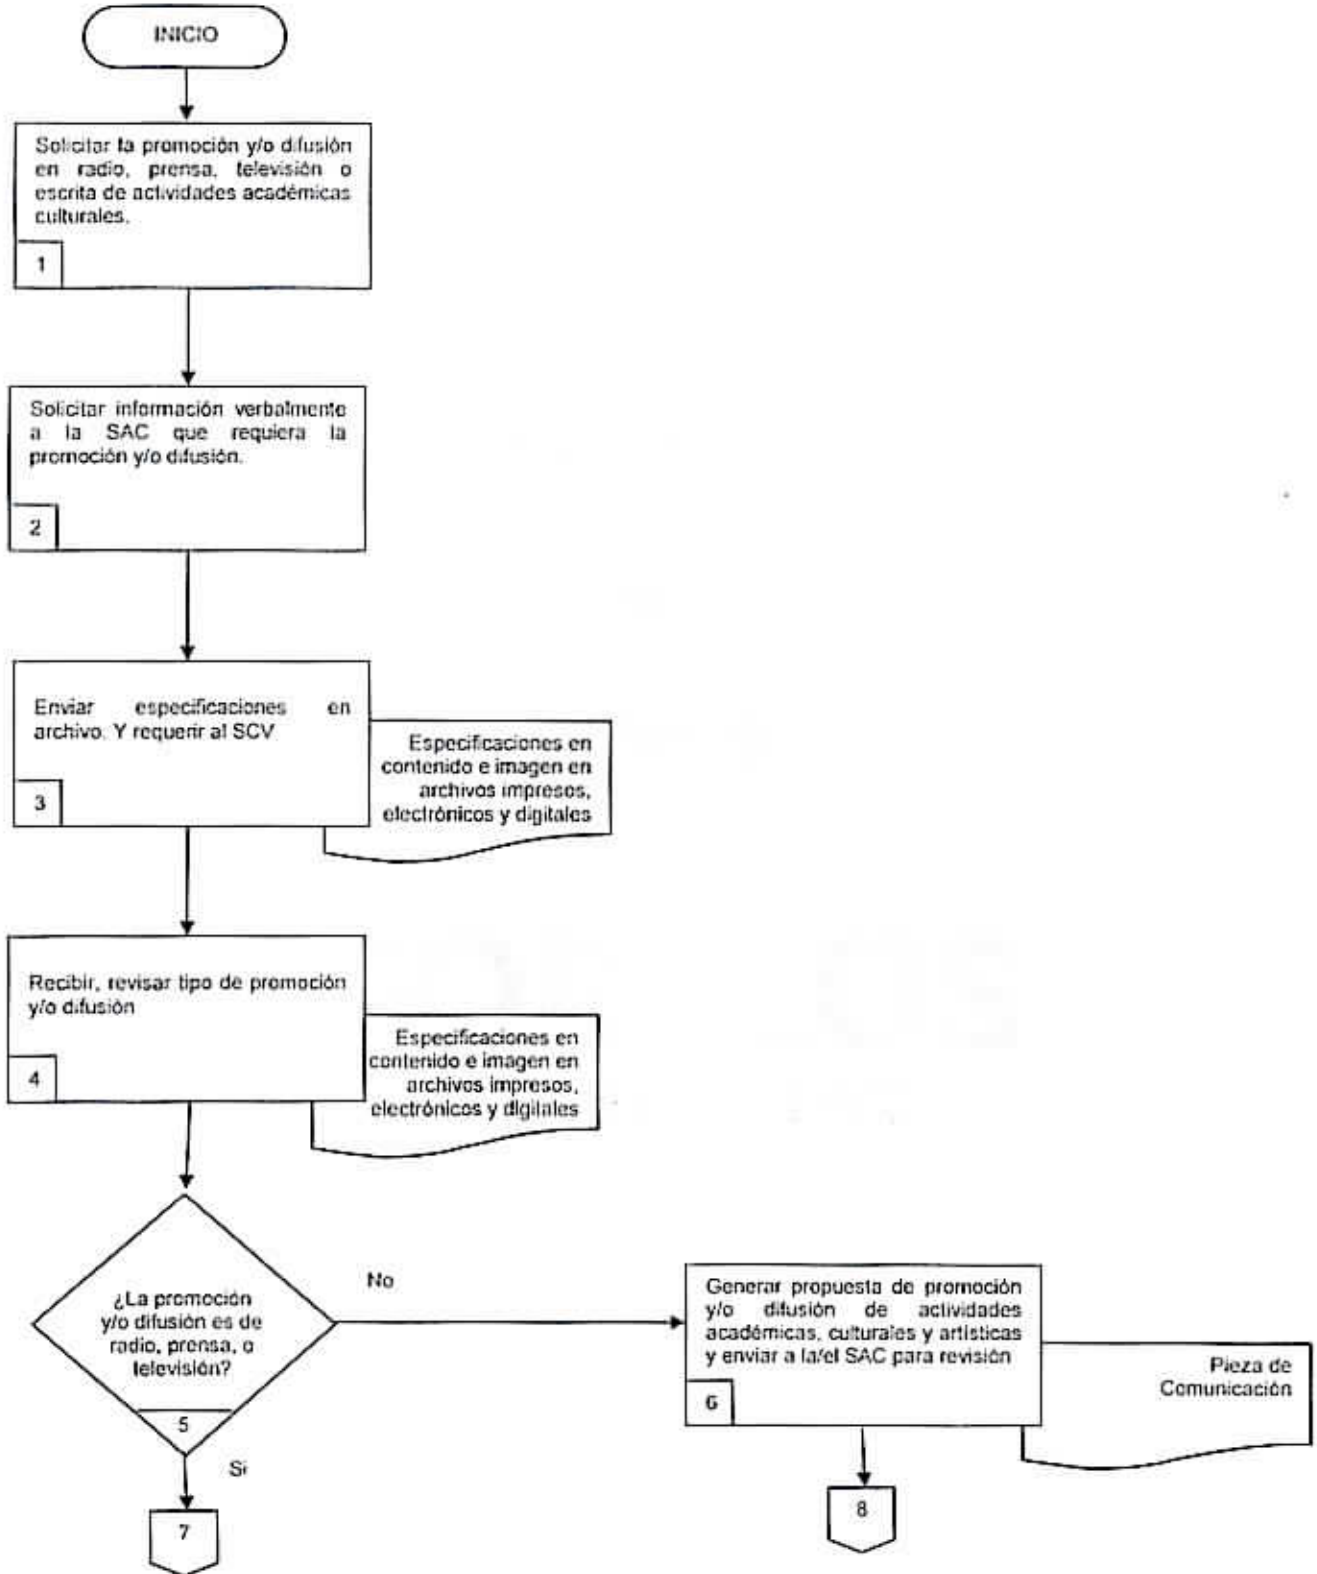 INICIO
Solicitar la promoción y/o difusión
en radio, prensa, televisión o
escrita de actividades académicas
culturales.
1
Solicitar información verbalmente
a la SAC que requiera la
promoción y/o difusión.
2
Enviar especificaciones en
archivo. Y requerir al SCV
3
Especificaciones en
contenido e imagen en
archivos impresos,
electrónicos y digitales
Recibir, revisar tipo de promoción
y/o difusión
4
Especificaciones en
contenido e imagen en
archivos impresos,
electrónicos y digitales
¿La promoción
y/o difusión es de
radio, prensa, o
televisión?
5
No
Si
7
Generar propuesta de promoción
y/o difusión de actividades
académicas, culturales y artísticas
y enviar a la/el SAC para revisión
6
Pieza de
Comunicación
8